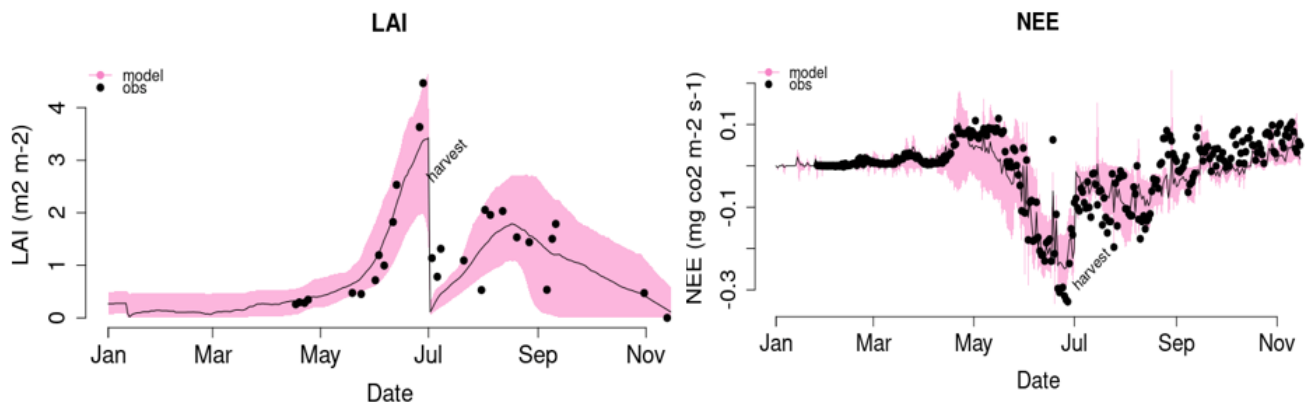 LAI
model
obs
LAI (m2 m-2)
4
3
2
1
0
harvest
Jan Mar May Jul Sep Nov
Date
NEE
model
obs
NEE (mg co2 m-2 s-1)
0.1
-0.1
-0.3
harvest
Jan Mar May Jul Sep Nov
Date